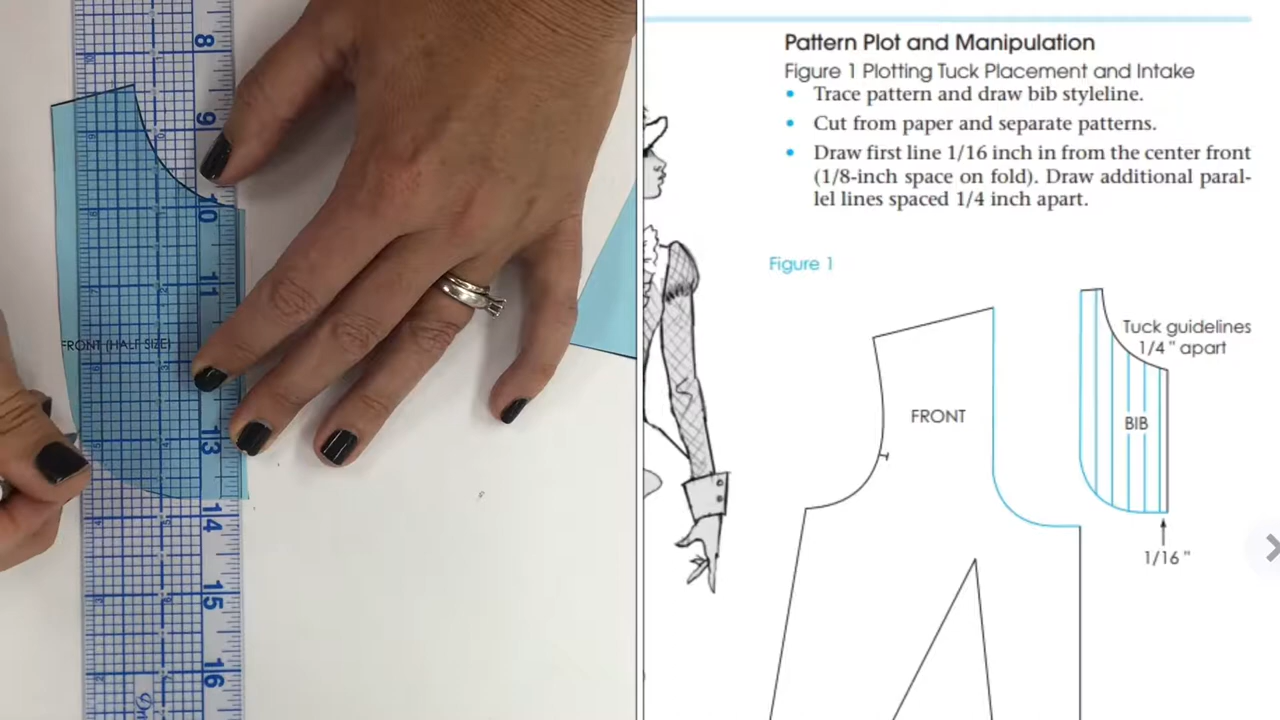 8
9
10
11
13
14
15
16
FRONT (HALF SIZE)
Pattern Plot and Manipulation
Figure 1 Plotting Tuck Placement and Intake
• Trace pattern and draw bib styleline.
• Cut from paper and separate patterns.
• Draw first line 1/16 inch in from the center front
(1/8-inch space on fold). Draw additional paral-
lel lines spaced 1/4 inch apart.
Figure 1
Tuck guidelines
1/4 " apart
FRONT
BIB
1/16 "